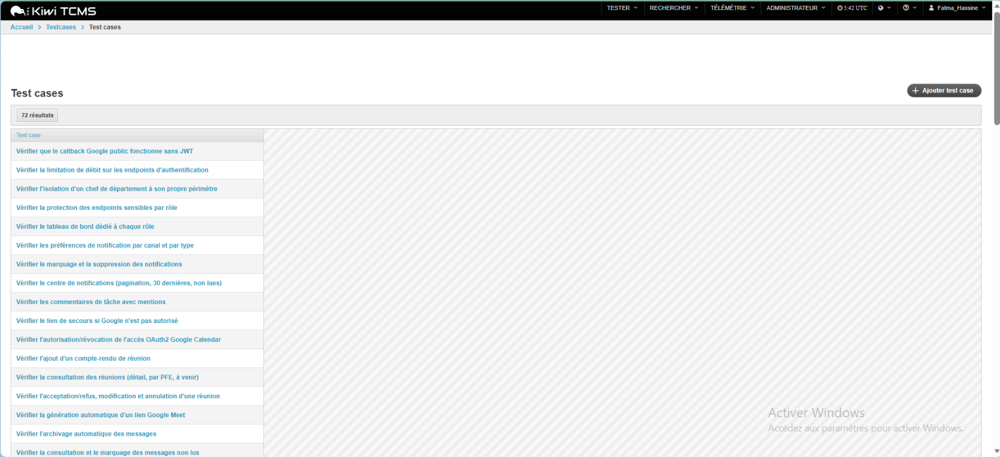 Kiwi TCMS
TESTER
RECHERCHER
TÉLÉMÉTRIE
ADMINISTRATEUR
5:42 UTC
Fatma_Hassine
Accueil > Testcases > Test cases
Test cases
+ Ajouter test case
72 résultats
Test case
Vérifier que le callback Google public fonctionne sans JWT
Vérifier la limitation de débit sur les endpoints d'authentification
Vérifier l'isolation d'un chef de département à son propre périmètre
Vérifier la protection des endpoints sensibles par rôle
Vérifier le tableau de bord dédié à chaque rôle
Vérifier les préférences de notification par canal et par type
Vérifier le marquage et la suppression des notifications
Vérifier le centre de notifications (pagination, 30 dernières, non lues)
Vérifier les commentaires de tâche avec mentions
Vérifier le lien de secours si Google n'est pas autorisé
Vérifier l'autorisation/révocation de l'accès OAuth2 Google Calendar
Vérifier l'ajout d'un compte-rendu de réunion
Vérifier la consultation des réunions (détail, par PFE, à venir)
Vérifier l'acceptation/refus, modification et annulation d'une réunion
Vérifier la génération automatique d'un lien Google Meet
Vérifier l'archivage automatique des messages
Vérifier la consultation et le marquage des messages non lus
Activer Windows
Accédez aux paramètres pour activer Windows.